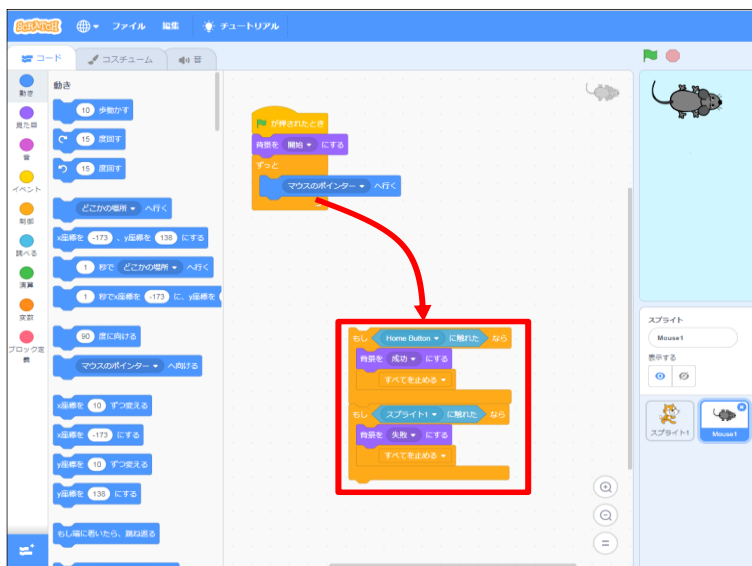 SCRATCH ファイル 編集 チュートリアル
コード コスチューム 音
動き
見た目
音
イベント
制御
調べる
演算
変数
ブロック定義
動き
10 歩動かす
15 度回す
15 度回す
どこかの場所 へ行く
x座標を -173 、y座標を 138 にする
1 秒で どこかの場所 へ行く
1 秒でx座標を -173 に、y座標を
90 度に向ける
マウスのポインター へ向ける
x座標を 10 ずつ変える
x座標を -173 にする
y座標を 10 ずつ変える
y座標を 138 にする
もし端に着いたら、跳ね返る
が押されたとき
背景を 開始 にする
ずっと
マウスのポインター へ行く
もし Home Button に触れた なら
背景を 成功 にする
すべてを止める
もし スプライト1 に触れた なら
背景を 失敗 にする
すべてを止める
スプライト
Mouse1
表示する
スプライト1
Mouse1